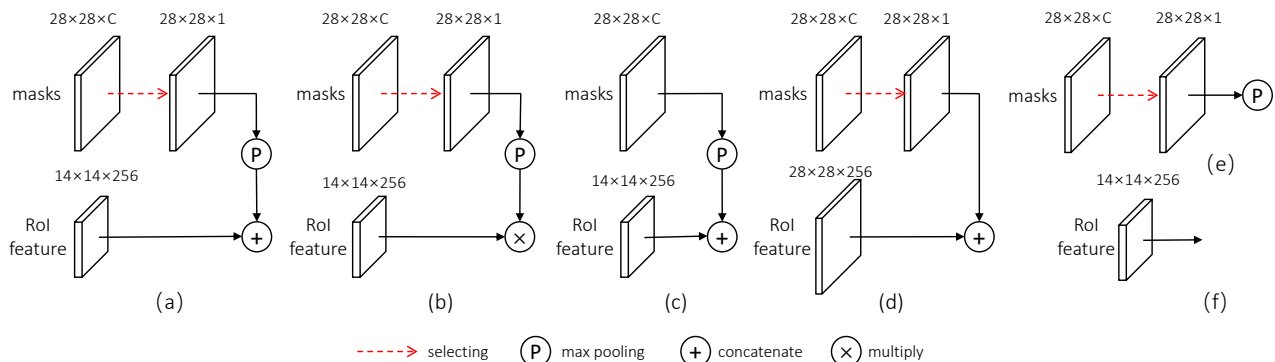 28×28×C 28×28×1
masks
P
14×14×256
RoI
feature
+
(a)
28×28×C 28×28×1
masks
P
14×14×256
RoI
feature
×
(b)
28×28×C
masks
P
14×14×256
RoI
feature
+
(c)
28×28×C 28×28×1
masks
28×28×256
RoI
feature
+
(d)
28×28×C 28×28×1
masks
P
(e)
14×14×256
RoI
feature
(f)
selecting P max pooling + concatenate × multiply